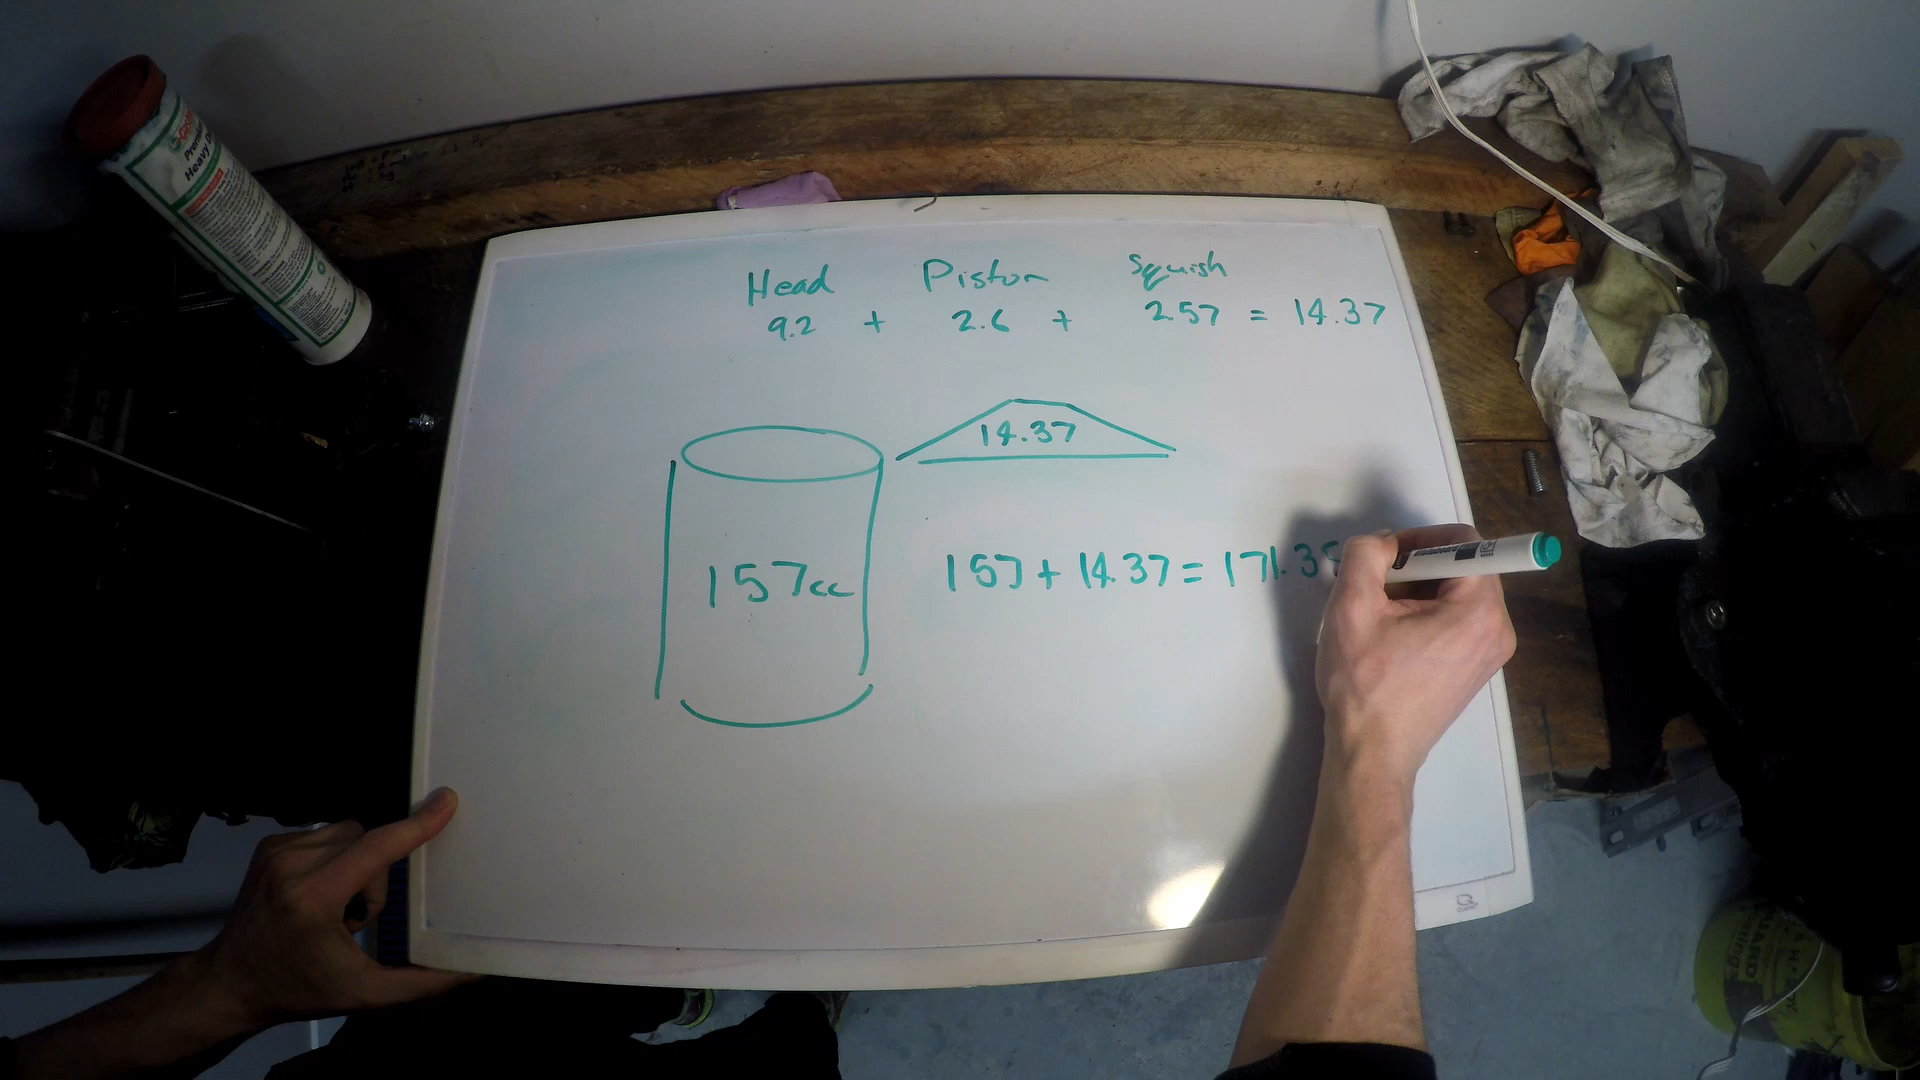 Head Piston Squish
9.2 + 2.6 + 2.57 = 14.37
14.37
157cc
157 + 14.37 = 171.3
Heavy